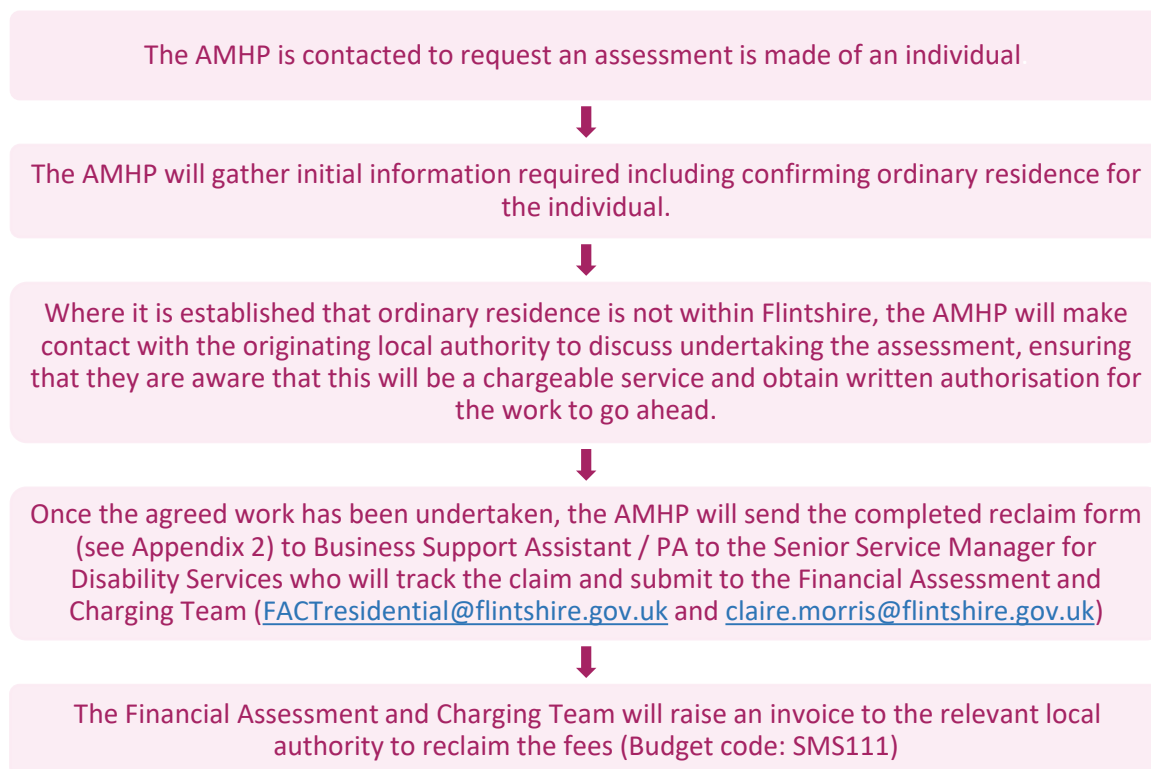 The AMHP is contacted to request an assessment is made of an individual.
The AMHP will gather initial information required including confirming ordinary residence for
the individual.
Where it is established that ordinary residence is not within Flintshire, the AMHP will make
contact with the originating local authority to discuss undertaking the assessment, ensuring
that they are aware that this will be a chargeable service and obtain written authorisation for
the work to go ahead.
Once the agreed work has been undertaken, the AMHP will send the completed reclaim form
(see Appendix 2) to Business Support Assistant / PA to the Senior Service Manager for
Disability Services who will track the claim and submit to the Financial Assessment and
Charging Team (FACTresidential@flintshire.gov.uk and claire.morris@flintshire.gov.uk)
The Financial Assessment and Charging Team will raise an invoice to the relevant local
authority to reclaim the fees (Budget code: SMS111)